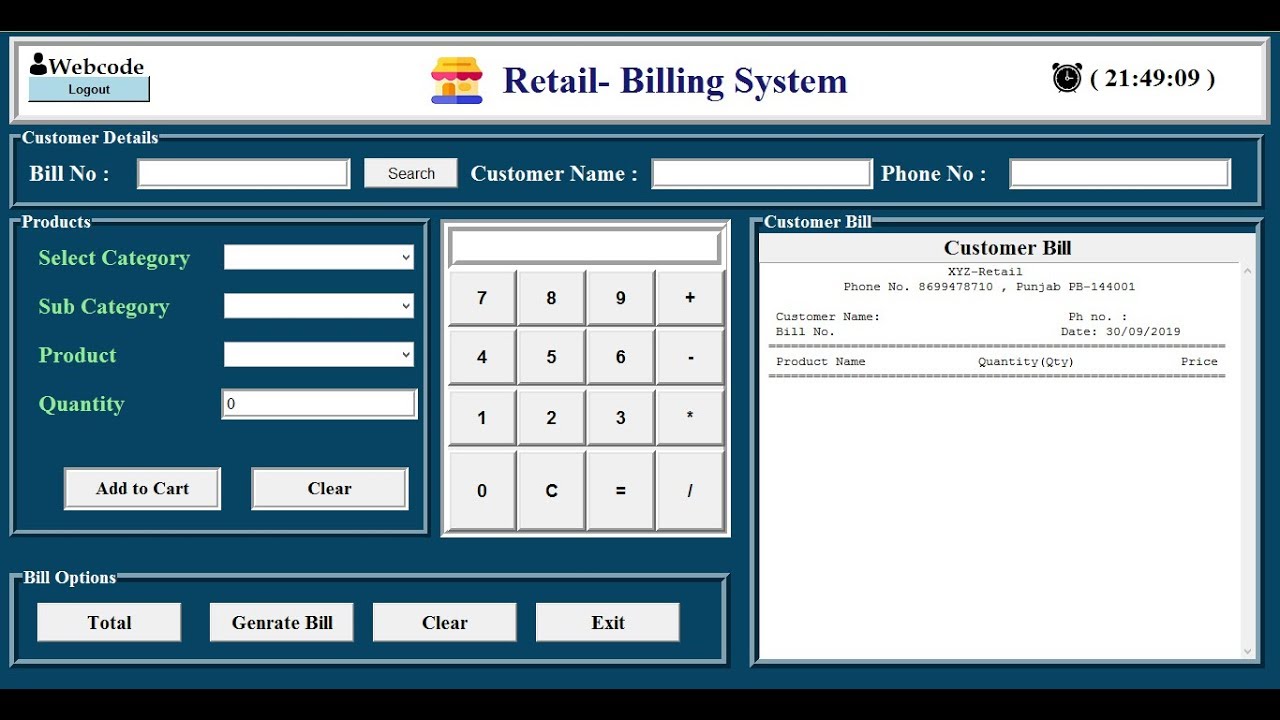 Webcode
Logout
Retail- Billing System
( 21:49:09 )
Customer Details
Bill No :
Search
Customer Name :
Phone No :
Products
Select Category
Sub Category
Product
Quantity
0
Add to Cart
Clear
7 8 9 +
4 5 6 -
1 2 3 *
0 C = /
Customer Bill
Customer Bill
XYZ-Retail
Phone No. 8699478710 , Punjab PB-144001
Customer Name: Ph no. :
Bill No. Date: 30/09/2019
=============================================================
Product Name Quantity(Qty) Price
=============================================================
Bill Options
Total
Genrate Bill
Clear
Exit